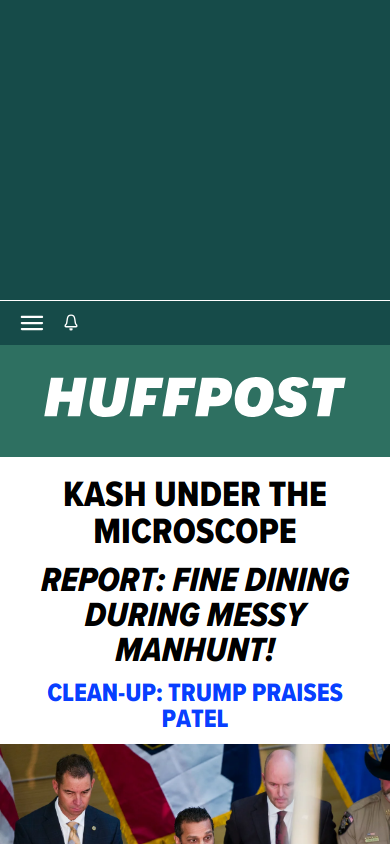 HUFFPOST
KASH UNDER THE
MICROSCOPE
REPORT: FINE DINING
DURING MESSY
MANHUNT!
CLEAN-UP: TRUMP PRAISES
PATEL